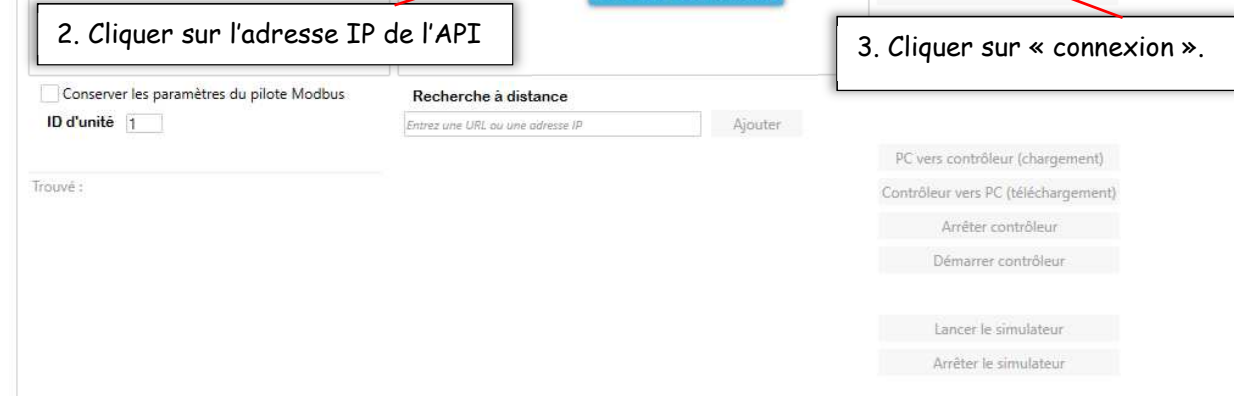 2. Cliquer sur l'adresse IP de l'API
3. Cliquer sur « connexion ».
Conserver les paramètres du pilote Modbus
ID d'unité 1
Recherche à distance
Entrez une URL ou une adresse IP
Ajouter
Trouvé :
PC vers contrôleur (chargement)
Contrôleur vers PC (téléchargement)
Arrêter contrôleur
Démarrer contrôleur
Lancer le simulateur
Arrêter le simulateur